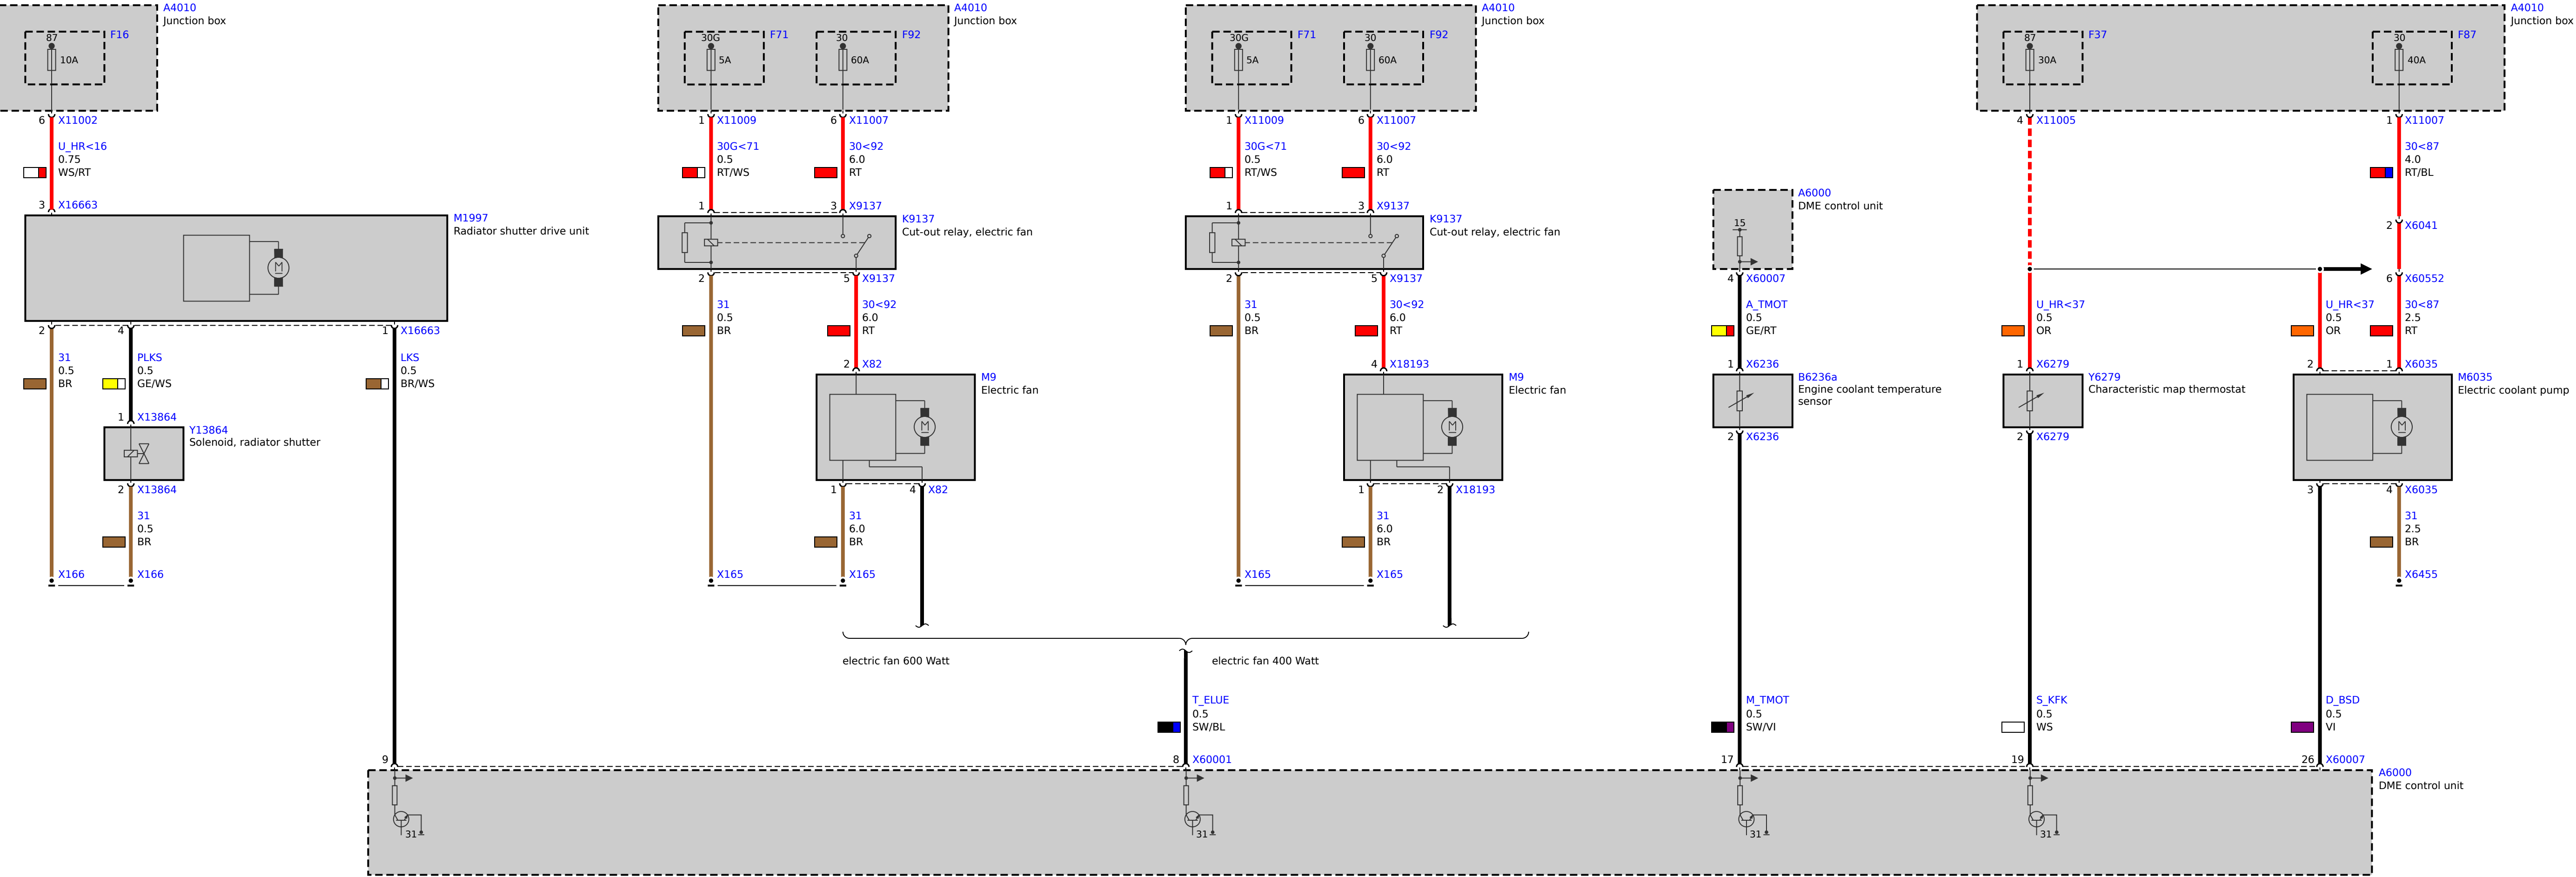 A4010
Junction box
87
F16
10A
6 X11002
U_HR<16
0.75
WS/RT
3 X16663
M1997
Radiator shutter drive unit
M
2
4
1 X16663
31
0.5
BR
PLKS
0.5
GE/WS
LKS
0.5
BR/WS
1 X13864
Y13864
Solenoid, radiator shutter
2 X13864
31
0.5
BR
X166
X166
A4010
Junction box
30G
F71
5A
30
F92
60A
1 X11009
6 X11007
30G<71
0.5
RT/WS
30<92
6.0
RT
1
3 X9137
K9137
Cut-out relay, electric fan
2
5 X9137
31
0.5
BR
30<92
6.0
RT
2 X82
M9
Electric fan
M
1
4 X82
31
6.0
BR
X165
X165
A4010
Junction box
30G
F71
5A
30
F92
60A
1 X11009
6 X11007
30G<71
0.5
RT/WS
30<92
6.0
RT
1
3 X9137
K9137
Cut-out relay, electric fan
2
5 X9137
31
0.5
BR
30<92
6.0
RT
4 X18193
M9
Electric fan
M
1
2 X18193
31
6.0
BR
X165
X165
electric fan 600 Watt
electric fan 400 Watt
T_ELUE
0.5
SW/BL
A6000
DME control unit
15
4 X60007
A_TMOT
0.5
GE/RT
1 X6236
B6236a
Engine coolant temperature
sensor
2 X6236
M_TMOT
0.5
SW/VI
A4010
Junction box
87
F37
30A
30
F87
40A
4 X11005
1 X11007
30<87
4.0
RT/BL
2 X6041
6 X60552
U_HR<37
0.5
OR
U_HR<37
0.5
OR
30<87
2.5
RT
1 X6279
Y6279
Characteristic map thermostat
2 X6279
2
1 X6035
M6035
Electric coolant pump
M
3
4 X6035
31
2.5
BR
X6455
S_KFK
0.5
WS
D_BSD
0.5
VI
9
8 X60001
17
19
26 X60007
A6000
DME control unit
31
31
31
31